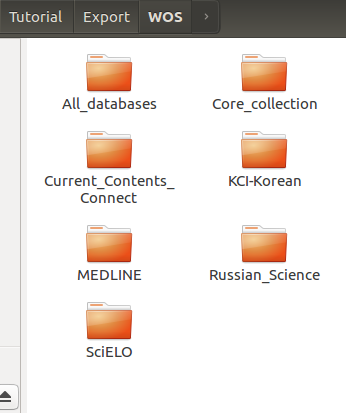 Tutorial Export WOS
All_databases Core_collection
Current_Contents_ KCI-Korean
Connect
MEDLINE Russian_Science
SciELO